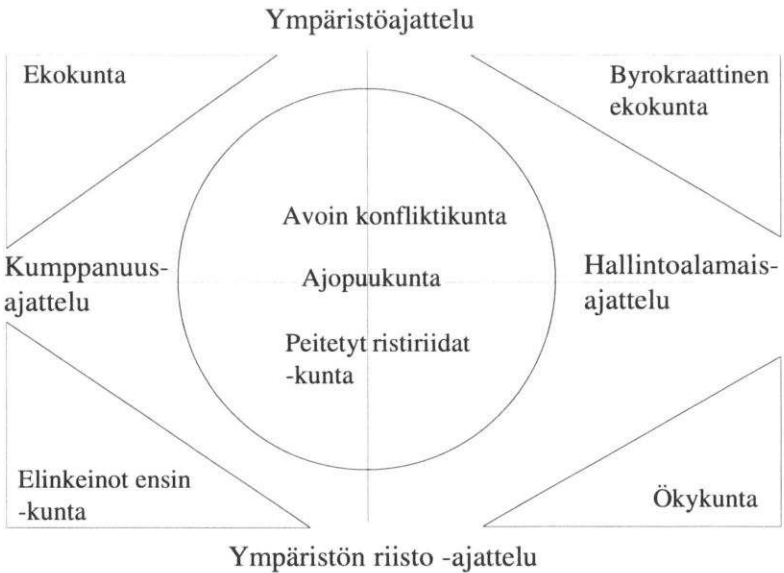 Ympäristöajattelu
Ekokunta
Byrokraattinen
ekokunta
Avoin konfliktikunta
Kumppanuus-
ajattelu
Ajopuukunta
Hallintoalamais-
ajattelu
Peitetyt ristiriidat
-kunta
Elinkeinot ensin
-kunta
Ökykunta
Ympäristön riisto -ajattelu